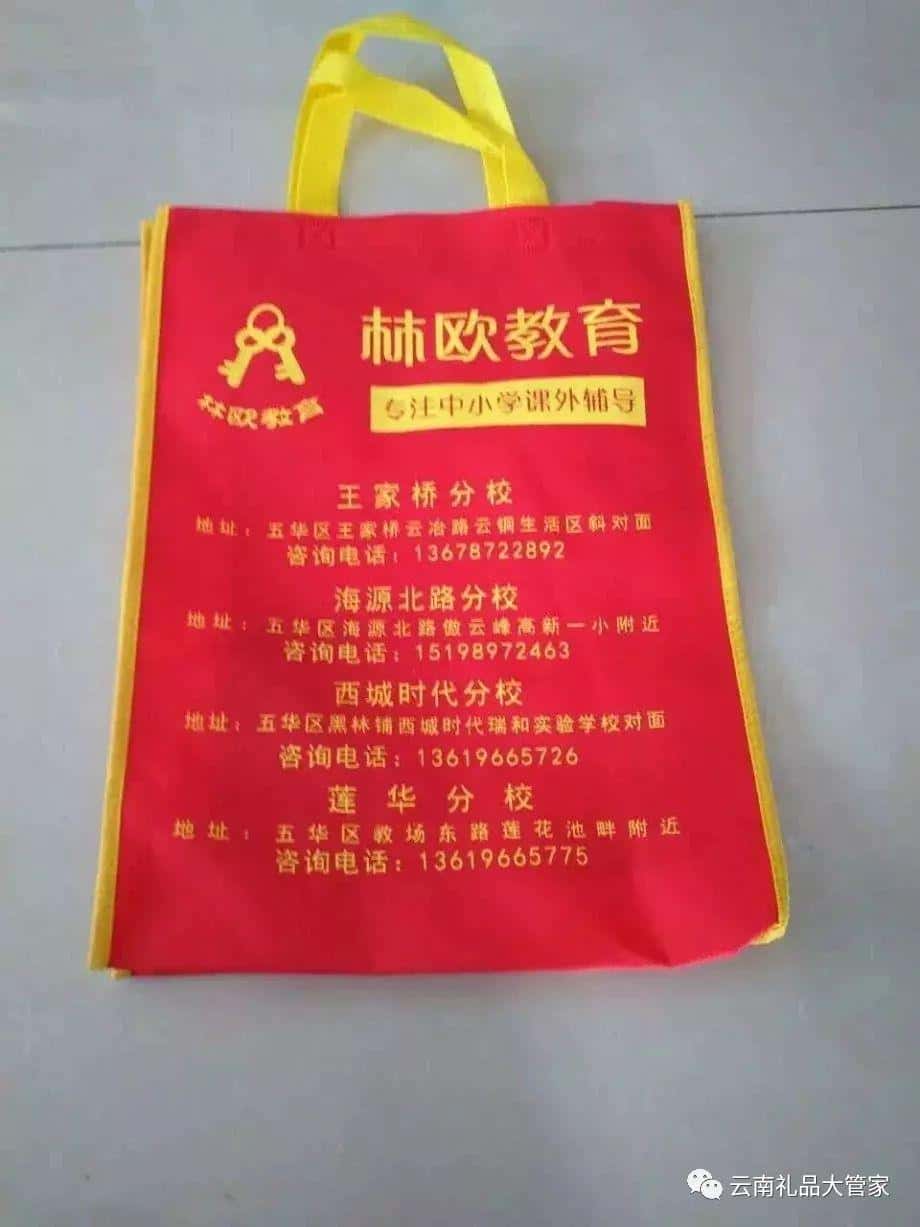 林欧教育
林欧教育
专注中小学课外辅导
王家桥分校
地址：五华区王家桥云冶路云铜生活区斜对面
咨询电话：13678722892
海源北路分校
地址：五华区海源北路傲云峰高新一小附近
咨询电话：15198972463
西城时代分校
地址：五华区黑林铺西城时代瑞和实验学校对面
咨询电话：13619665726
莲华分校
地址：五华区教场东路莲花池畔附近
咨询电话：13619665775
云南礼品大管家